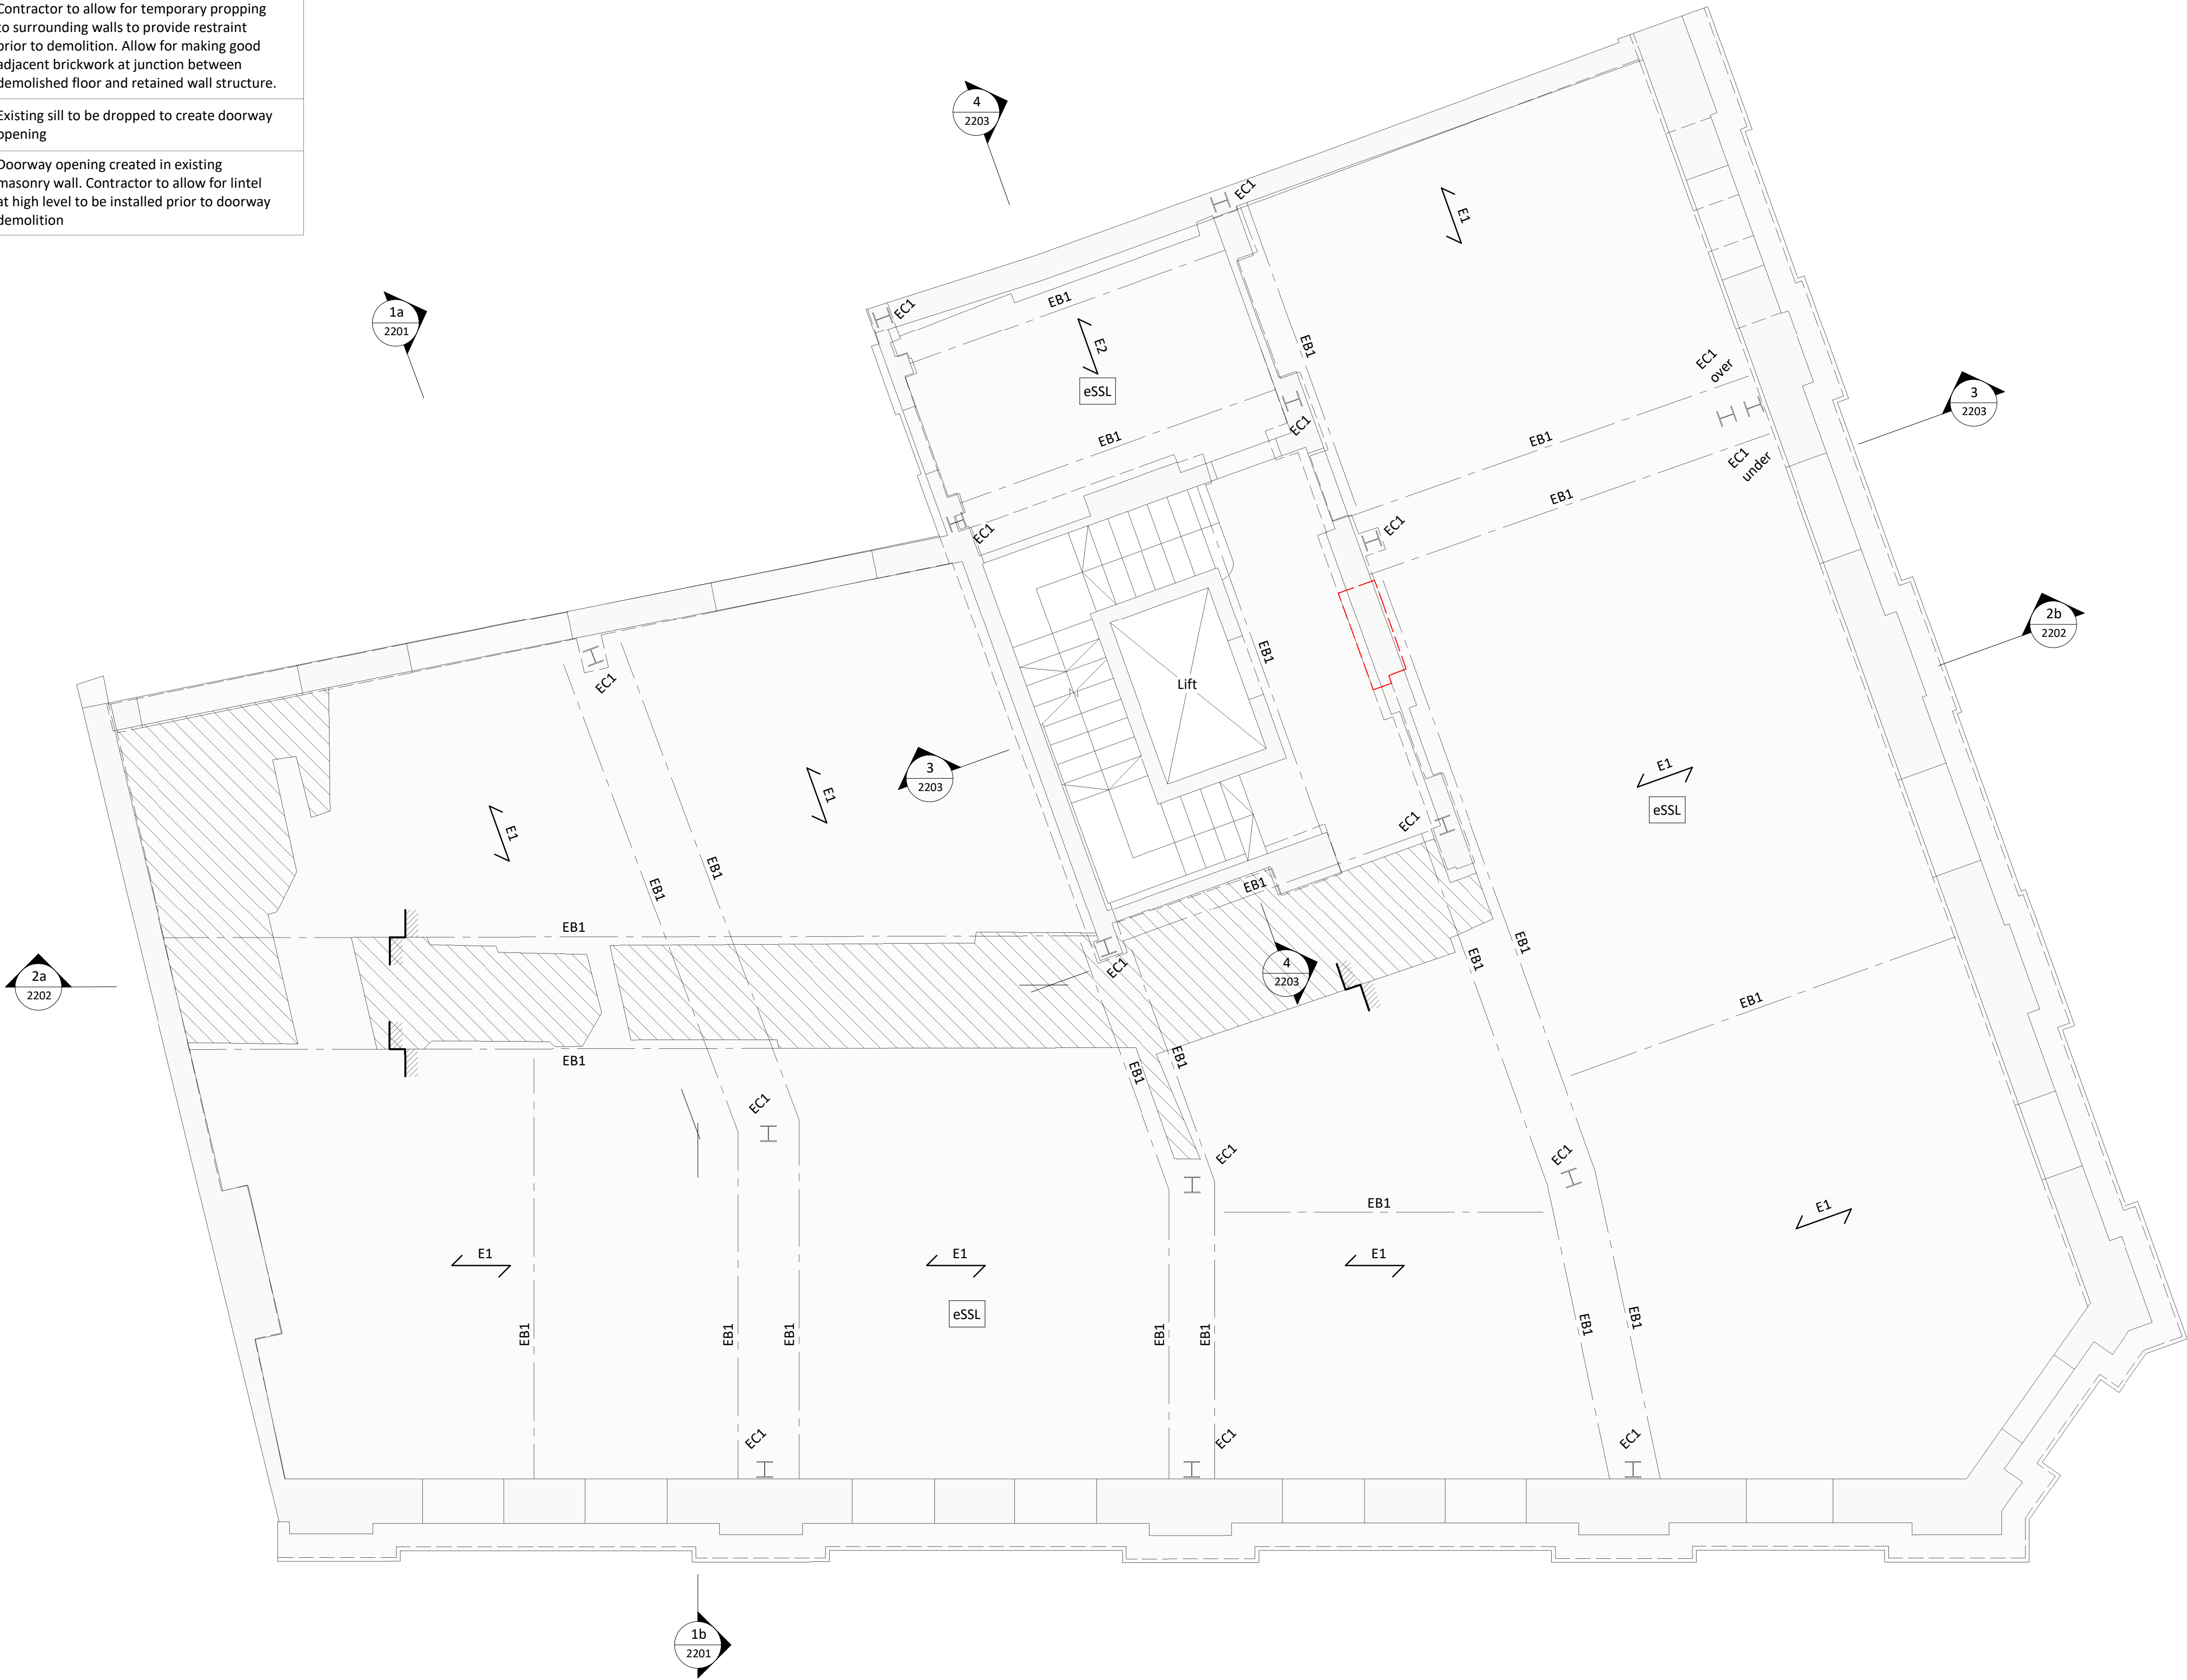 Contractor to allow for temporary propping
to surrounding walls to provide restraint
prior to demolition. Allow for making good
adjacent brickwork at junction between
demolished floor and retained wall structure.
Existing sill to be dropped to create doorway
opening
Doorway opening created in existing
masonry wall. Contractor to allow for lintel
at high level to be installed prior to doorway
demolition
4
2203
EC1
E1
1a
2201
EC1
EB1
E2
eSSL
EB1
EC1
over
3
2203
EB1
EC1
EB1
EC1
under
EB1
EC1
EC1
2b
2202
EB1
Lift
EC1
3
2203
E1
E1
E1
eSSL
EC1
EB1
EB1
EB1
EB1
EB1
EB1
EC1
4
2203
2a
2202
EB1
EB1
EB1
EB1
EB1
EC1
EC1
EC1
EB1
E1
E1
E1
E1
eSSL
EB1
EB1
EB1
EB1
EB1
EB1
EB1
EC1
EC1
EC1
1b
2201